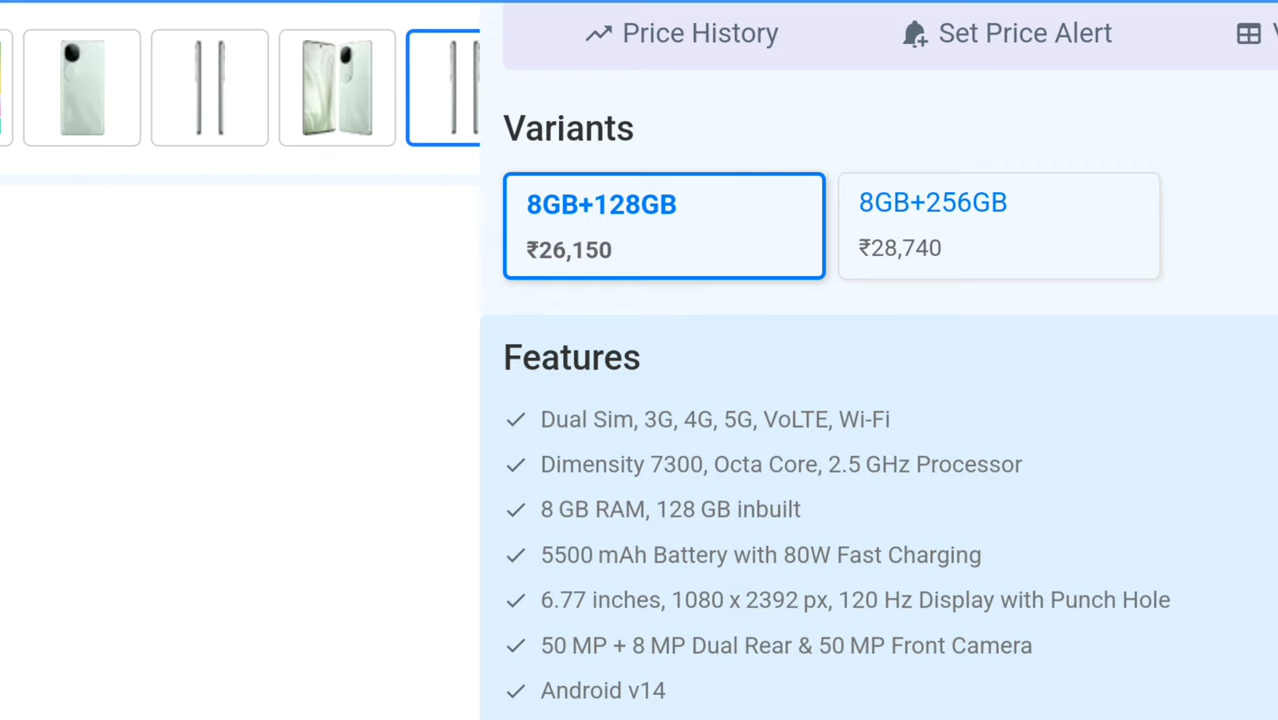 Price History
Set Price Alert
Variants
8GB+128GB
₹26,150
8GB+256GB
₹28,740
Features
Dual Sim, 3G, 4G, 5G, VoLTE, Wi-Fi
Dimensity 7300, Octa Core, 2.5 GHz Processor
8 GB RAM, 128 GB inbuilt
5500 mAh Battery with 80W Fast Charging
6.77 inches, 1080 x 2392 px, 120 Hz Display with Punch Hole
50 MP + 8 MP Dual Rear & 50 MP Front Camera
Android v14